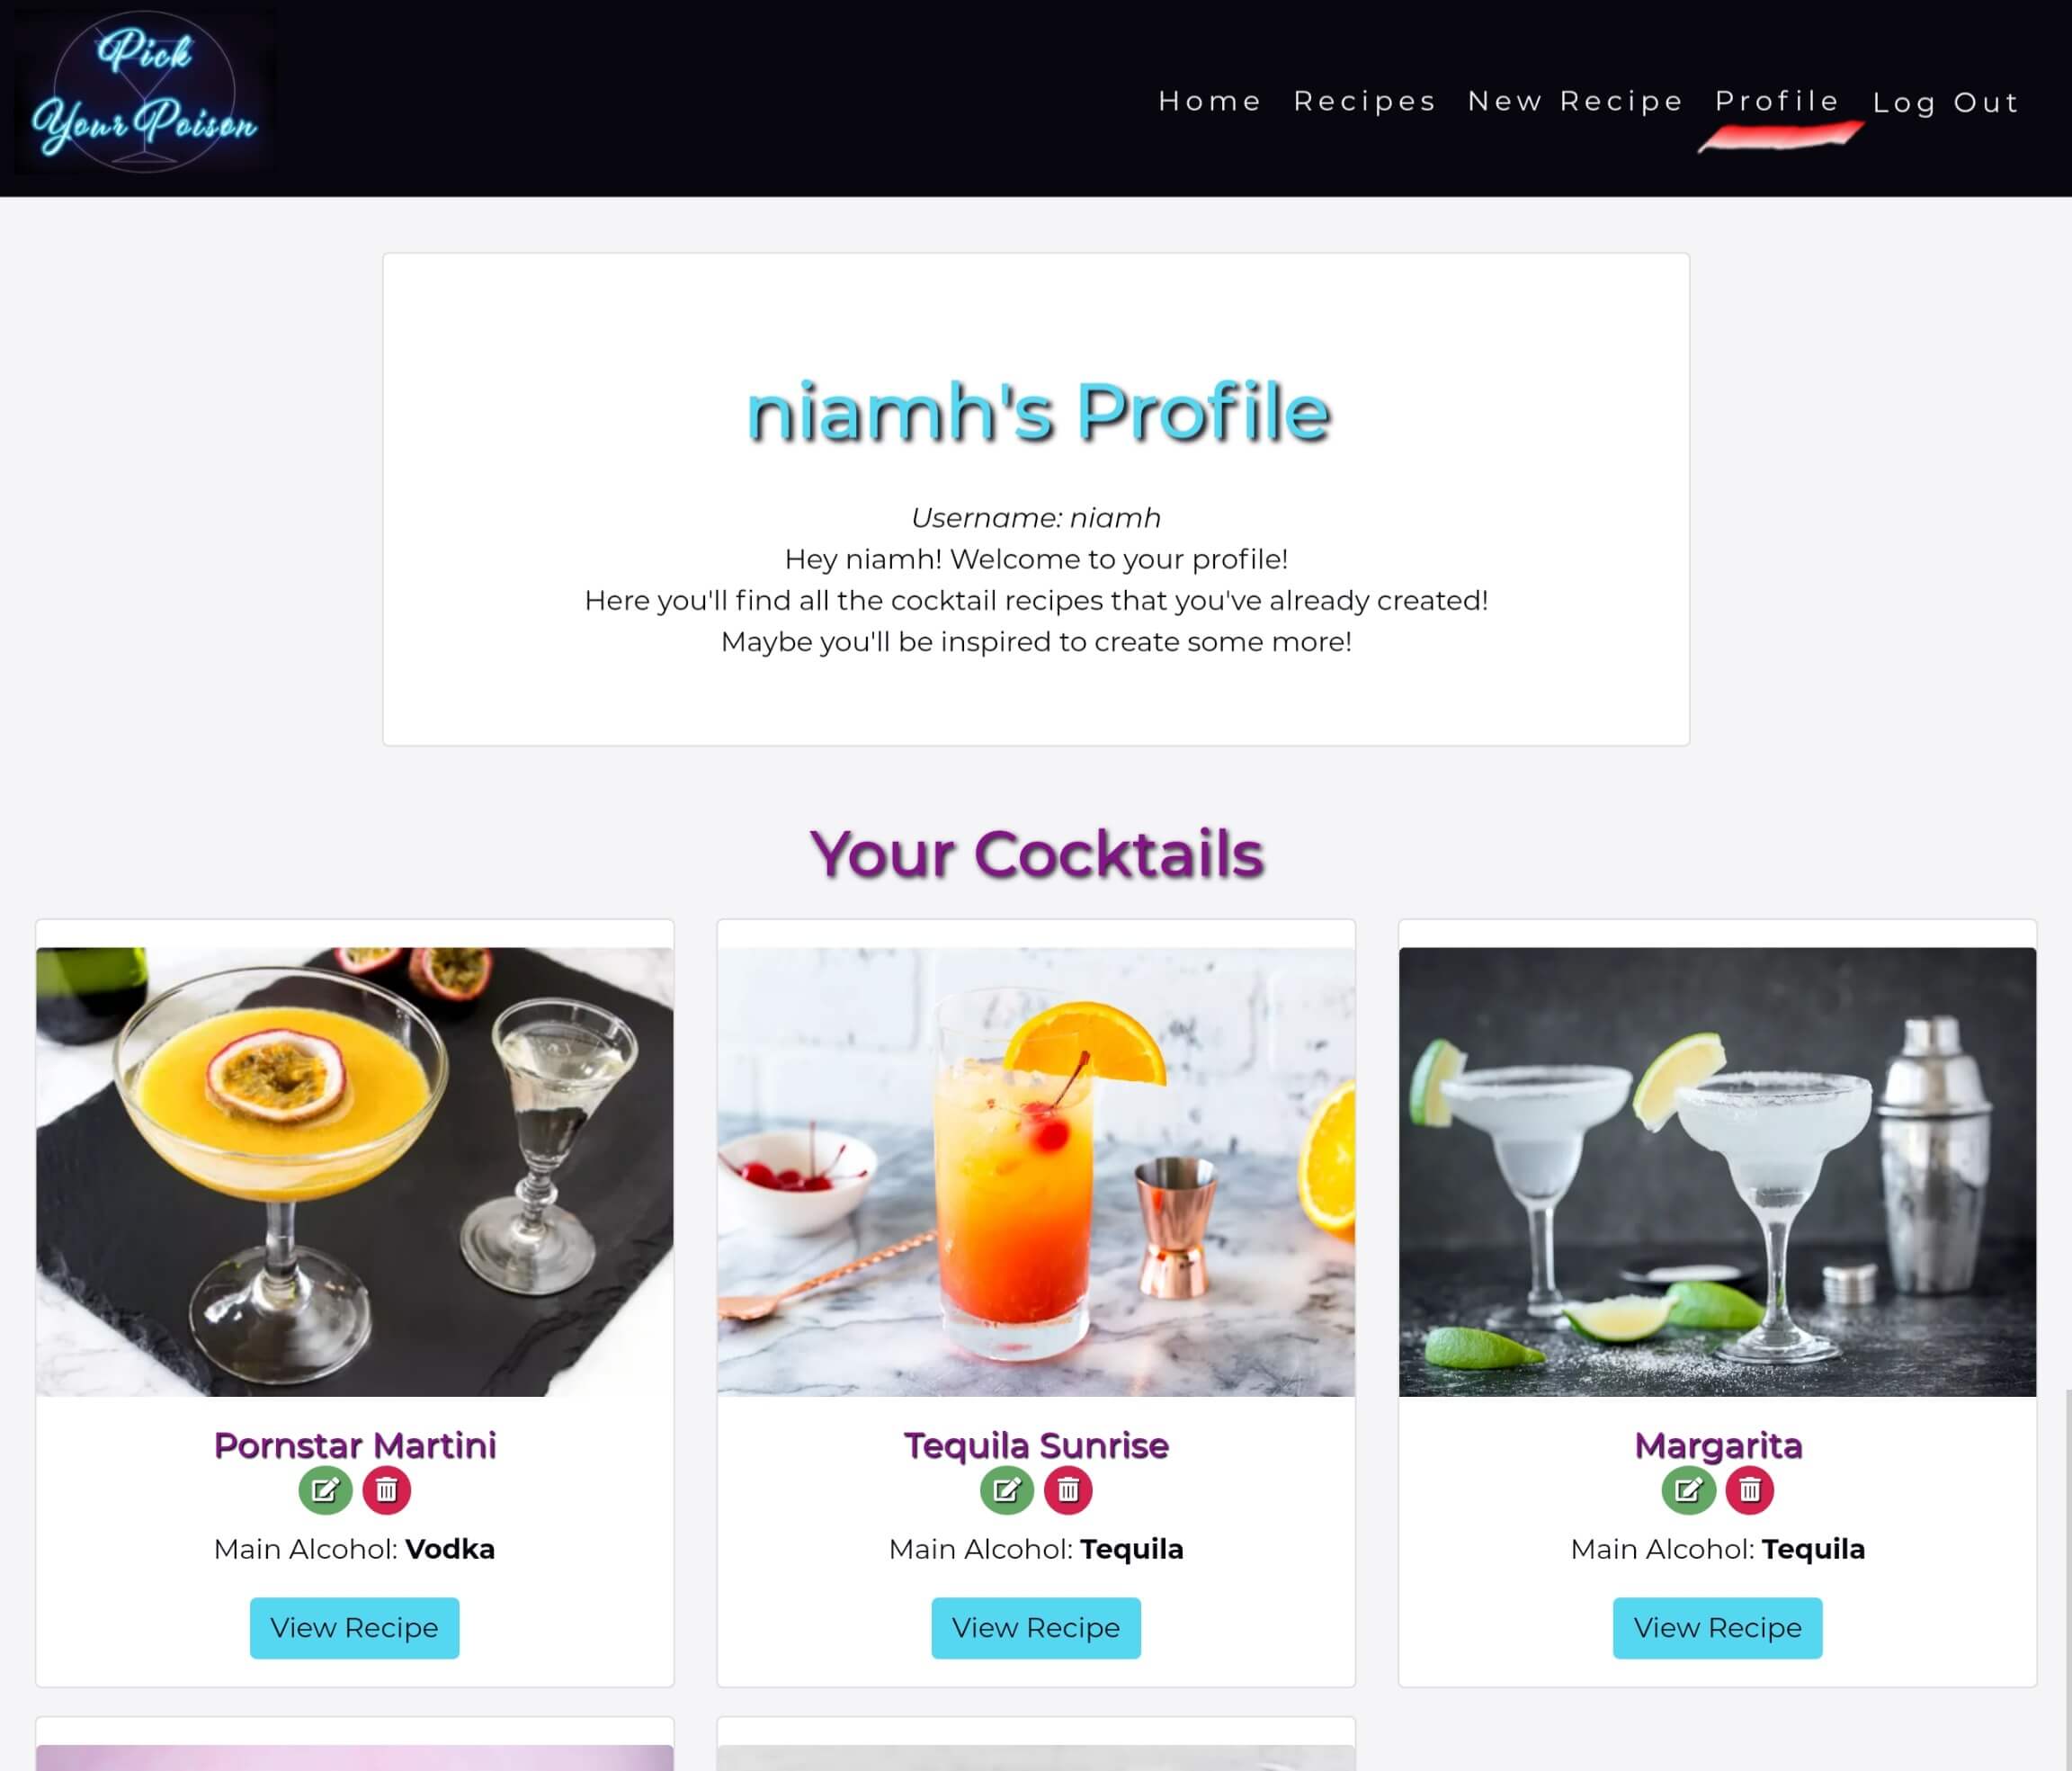 Pick
Your Poison
Home Recipes New Recipe Profile Log Out
niamh's Profile
Username: niamh
Hey niamh! Welcome to your profile!
Here you'll find all the cocktail recipes that you've already created!
Maybe you'll be inspired to create some more!
Your Cocktails
Pornstar Martini
Main Alcohol: Vodka
View Recipe
Tequila Sunrise
Main Alcohol: Tequila
View Recipe
Margarita
Main Alcohol: Tequila
View Recipe